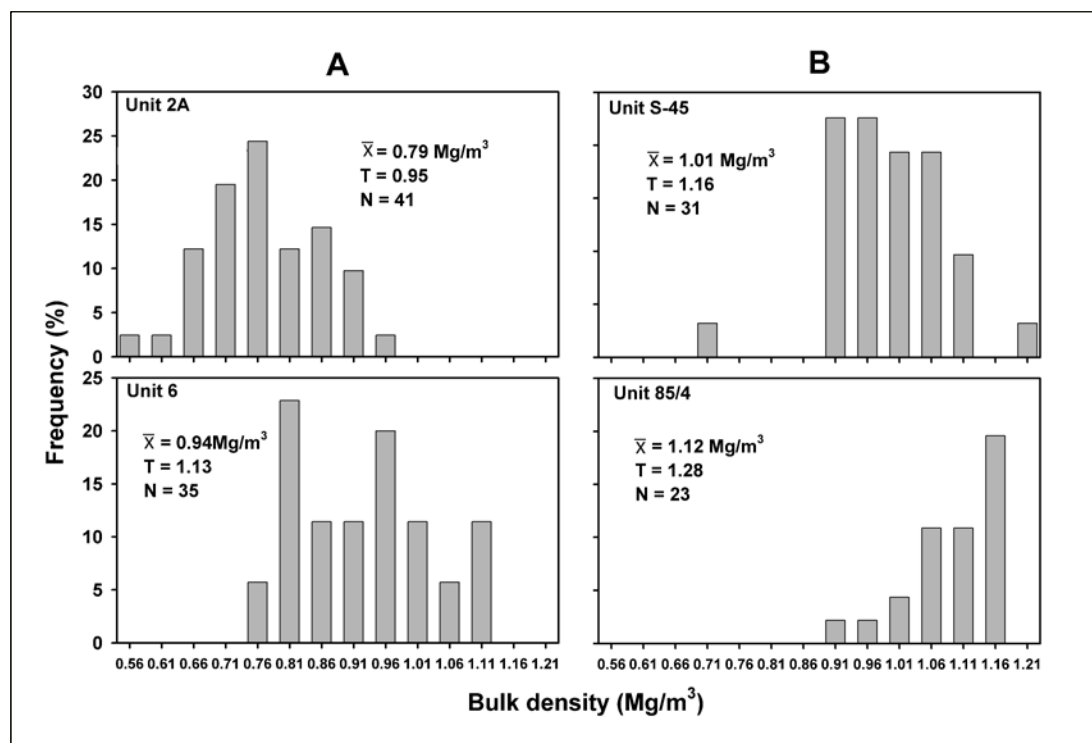 A
B
Frequency (%)
Unit 2A
X̄ = 0.79 Mg/m³
T = 0.95
N = 41
30
25
20
15
10
5
0
Unit S-45
X̄ = 1.01 Mg/m³
T = 1.16
N = 31
Unit 6
X̄ = 0.94Mg/m³
T = 1.13
N = 35
25
20
15
10
5
0
0.56 0.61 0.66 0.71 0.76 0.81 0.86 0.91 0.96 1.01 1.06 1.11 1.16 1.21
Unit 85/4
X̄ = 1.12 Mg/m³
T = 1.28
N = 23
0.56 0.61 0.66 0.71 0.76 0.81 0.86 0.91 0.96 1.01 1.06 1.11 1.16 1.21
Bulk density (Mg/m³)